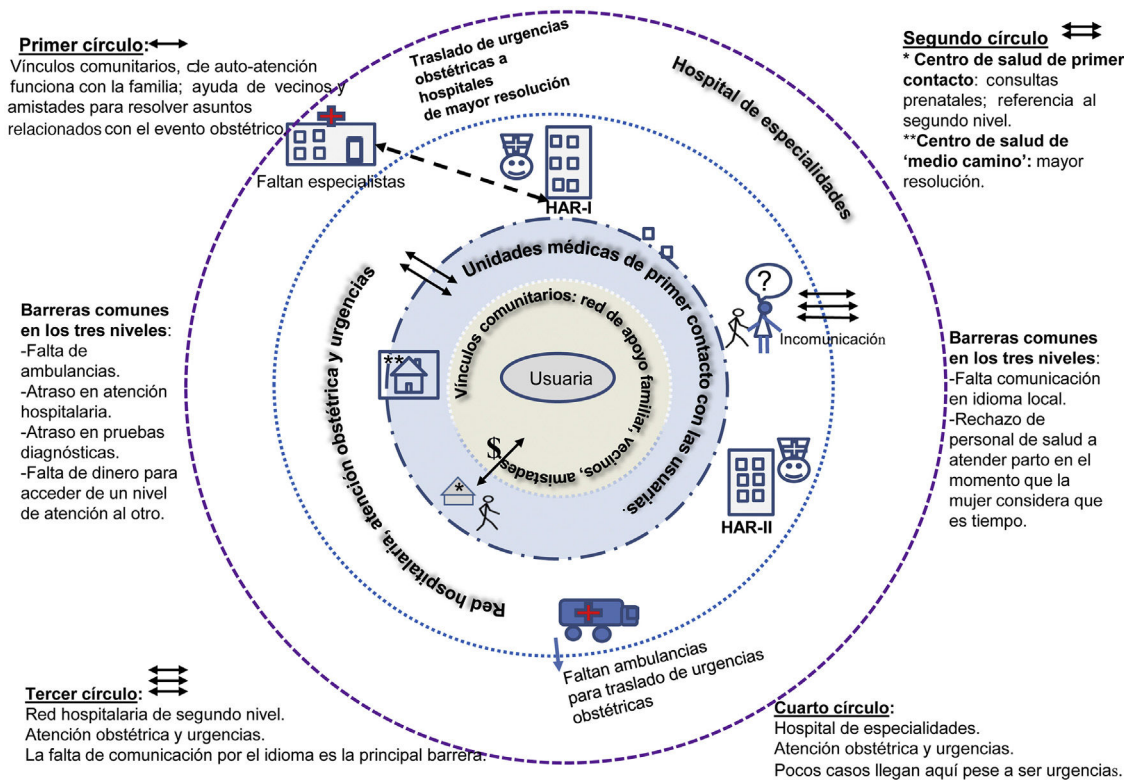 Primer círculo:
Vínculos comunitarios, de auto-atención
funciona con la familia; ayuda de vecinos y
amistades para resolver asuntos
relacionados con el evento obstétrico.
Traslado de urgencias
obstétricas a
hospitales
de mayor resolución
Hospital de especialidades
Segundo círculo
* Centro de salud de primer
contacto: consultas
prenatales; referencia al
segundo nivel.
**Centro de salud de
'medio camino': mayor
resolución.
Faltan especialistas
HAR-I
Unidades médicas de primer contacto con las usuarias.
Red hospitalaria, atención obstétrica y urgencias
Vínculos comunitarios: red de apoyo familiar, vecinos, amistades
Usuaria
**
$
*
?
Incomunicación
HAR-II
Barreras comunes
en los tres niveles:
-Falta de
ambulancias.
-Atraso en atención
hospitalaria.
-Atraso en pruebas
diagnósticas.
-Falta de dinero para
acceder de un nivel
de atención al otro.
Barreras comunes
en los tres niveles:
-Falta comunicación
en idioma local.
-Rechazo de
personal de salud a
atender parto en el
momento que la
mujer considera que
es tiempo.
Faltan ambulancias
para traslado de urgencias
obstétricas
Tercer círculo:
Red hospitalaria de segundo nivel.
Atención obstétrica y urgencias.
La falta de comunicación por el idioma es la principal barrera.
Cuarto círculo:
Hospital de especialidades.
Atención obstétrica y urgencias.
Pocos casos llegan aquí pese a ser urgencias.